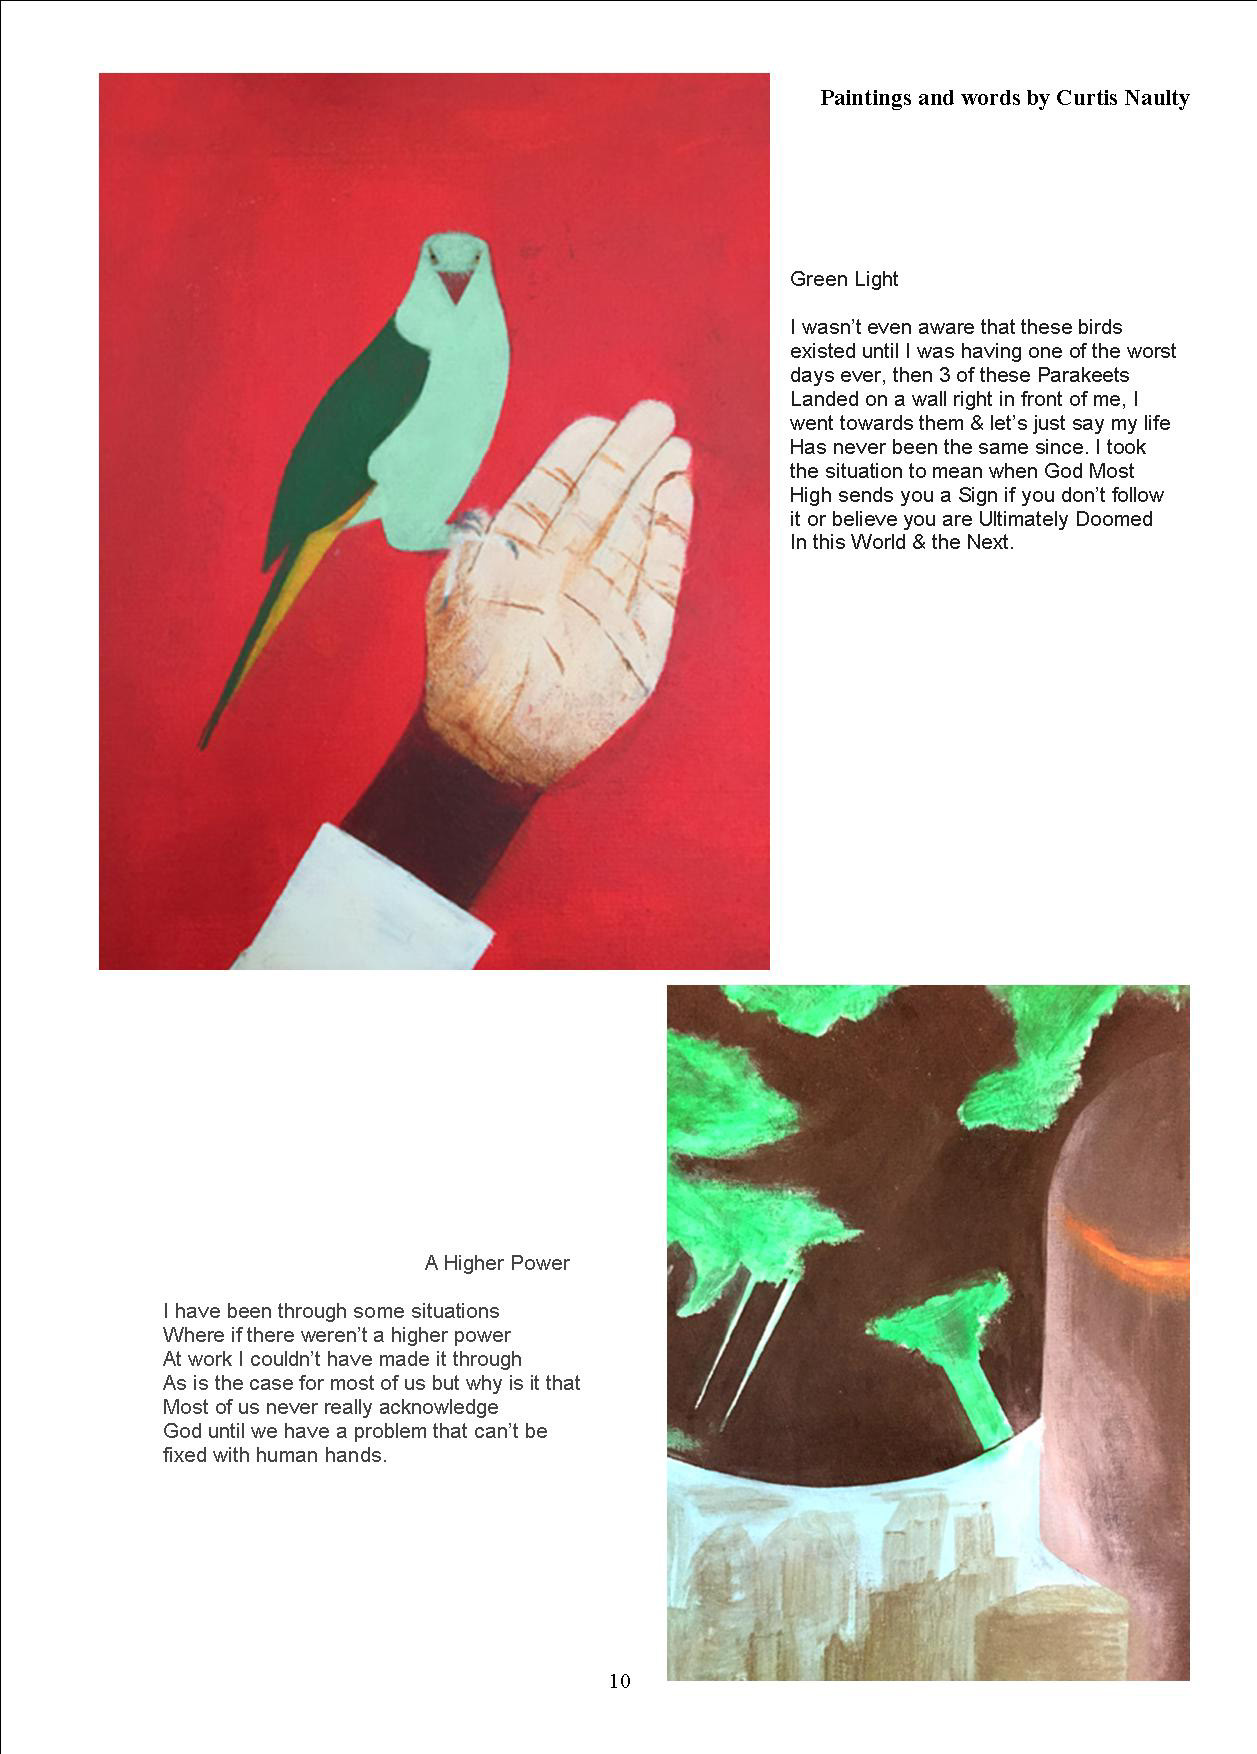 Paintings and words by Curtis Naulty
Green Light
I wasn't even aware that these birds
existed until I was having one of the worst
days ever, then 3 of these Parakeets
Landed on a wall right in front of me, I
went towards them & let's just say my life
Has never been the same since. I took
the situation to mean when God Most
High sends you a Sign if you don't follow
it or believe you are Ultimately Doomed
In this World & the Next.
A Higher Power
I have been through some situations
Where if there weren't a higher power
At work I couldn't have made it through
As is the case for most of us but why is it that
Most of us never really acknowledge
God until we have a problem that can't be
fixed with human hands.
10